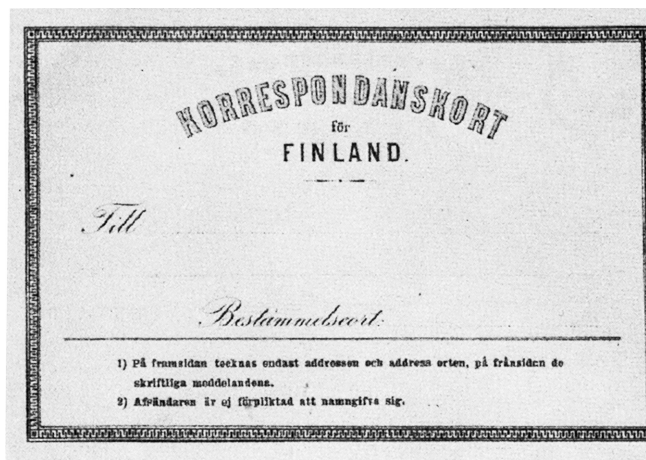 KORRESPONDANSKORT
för
FINLAND.
Till
Bestämmelseort.
1) På framsidan tecknas endast addressen och address orten, på frånsidan de
skriftliga meddelandena.
2) Afsändaren är ej förpliktad att namngifva sig.